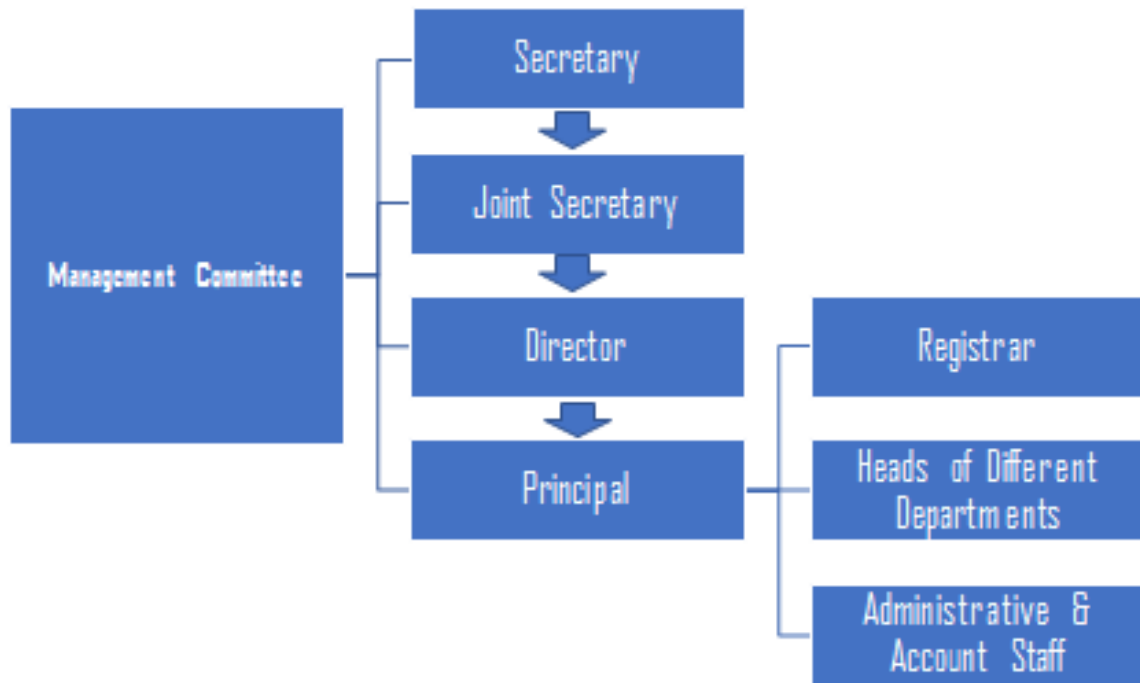 Secretary
Joint Secretary
Management Committee
Director
Principal
Registrar
Heads of Different
Departments
Administrative &
Account Staff